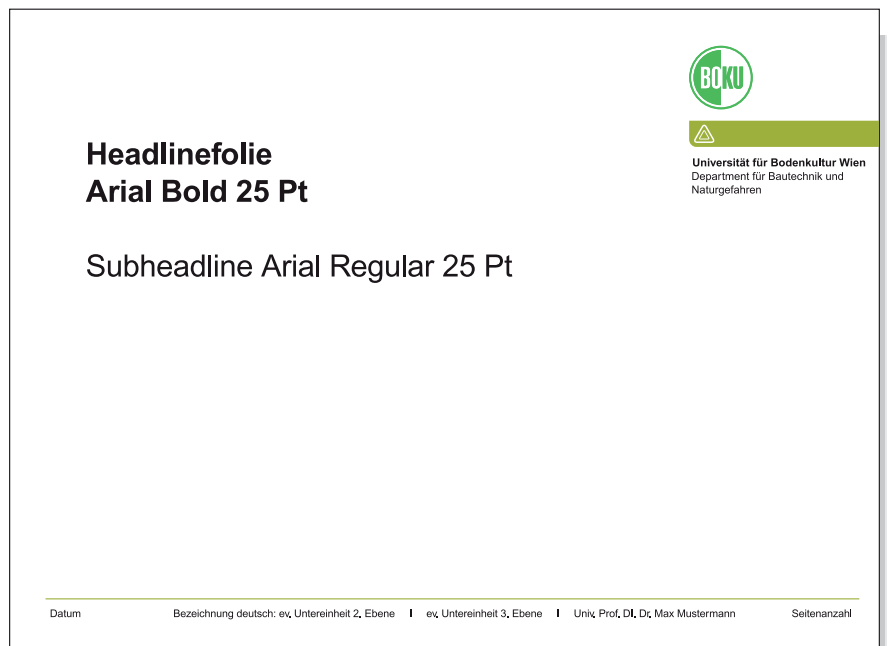 BOKU
Headlinefolie
Arial Bold 25 Pt
Universität für Bodenkultur Wien
Department für Bautechnik und
Naturgefahren
Subheadline Arial Regular 25 Pt
Datum Bezeichnung deutsch: ev. Untereinheit 2. Ebene I ev. Untereinheit 3. Ebene I Univ. Prof. DI. Dr. Max Mustermann Seitenanzahl